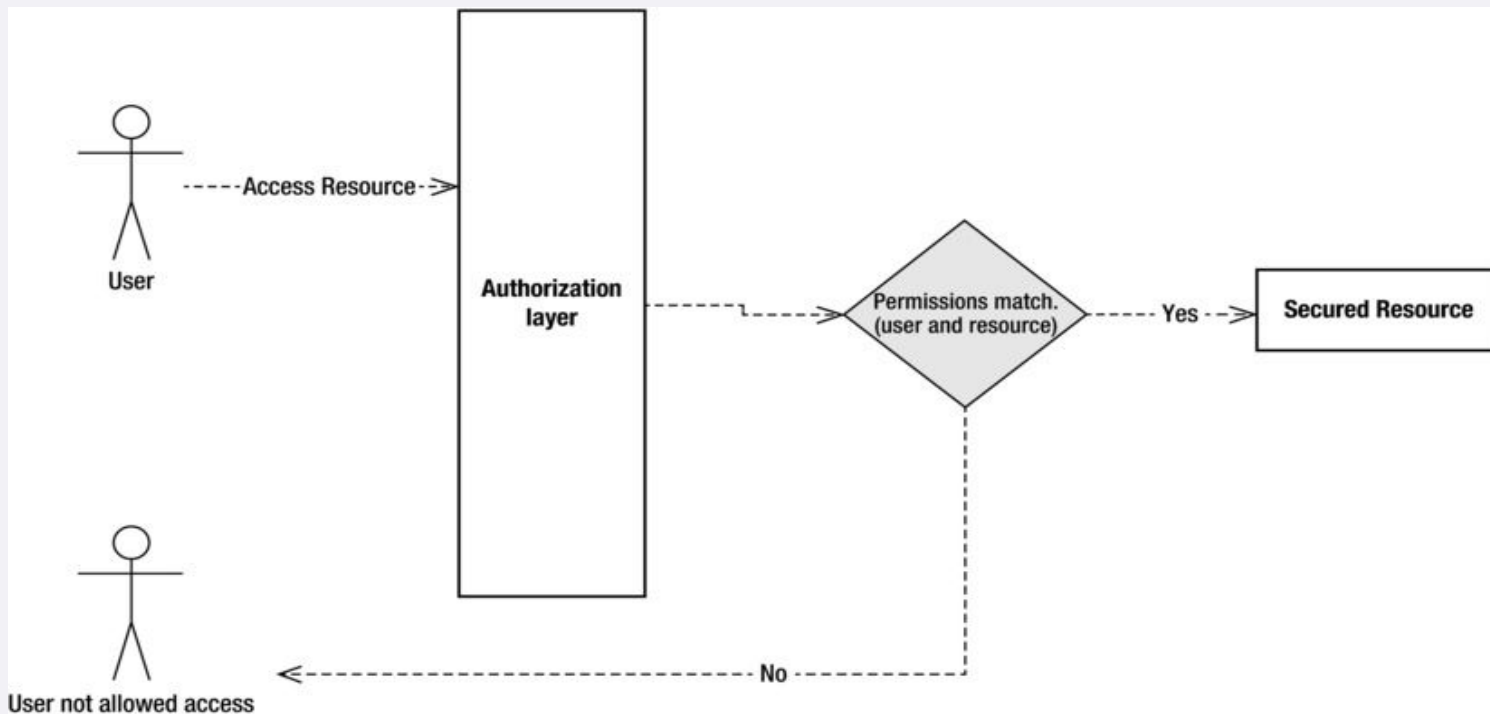 Access Resource
User
Authorization
layer
Permissions match.
(user and resource)
Yes
Secured Resource
No
User not allowed access